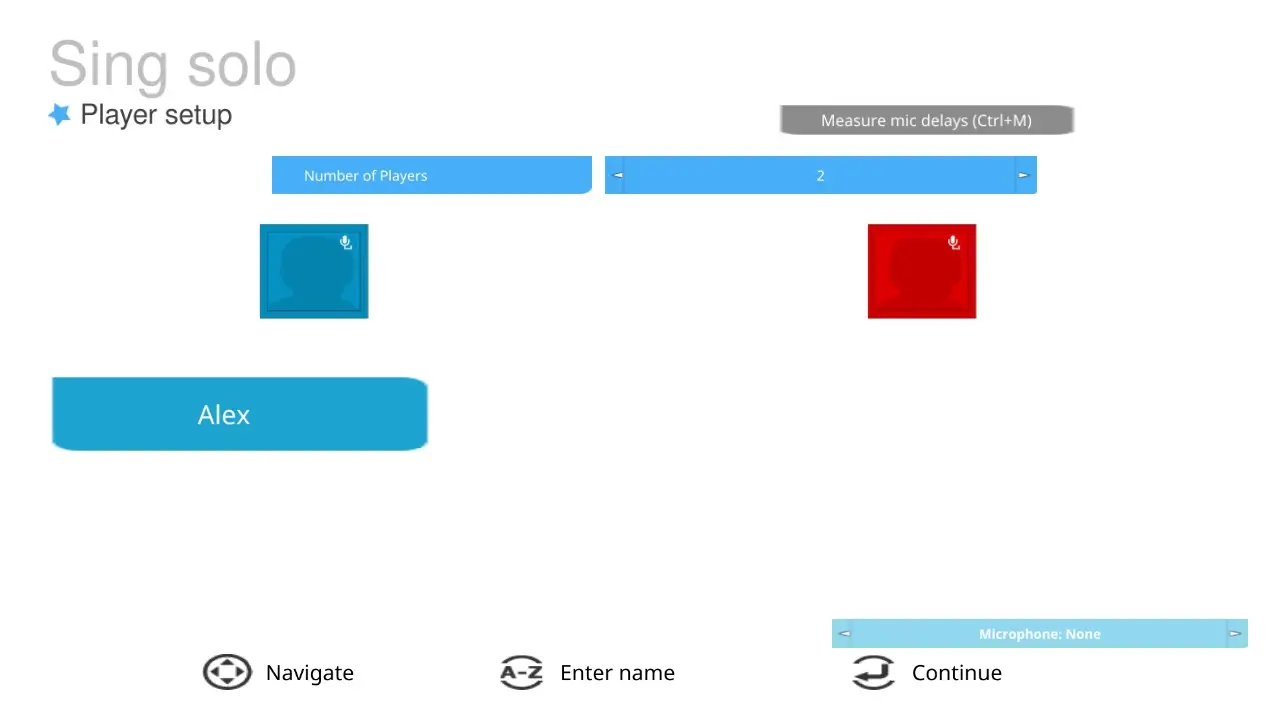 Sing solo
Player setup
Measure mic delays (Ctrl+M)
Number of Players
2
Alex
Microphone: None
Navigate
A-Z Enter name
Continue